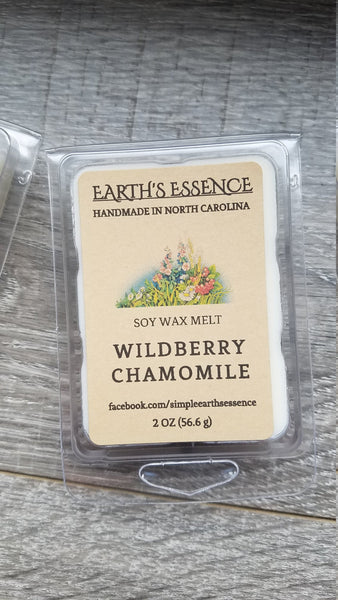 EARTH'S ESSENCE
HANDMADE IN NORTH CAROLINA
SOY WAX MELT
WILDBERRY
CHAMOMILE
facebook.com/simpleearthsessence
2 OZ (56.6 g)